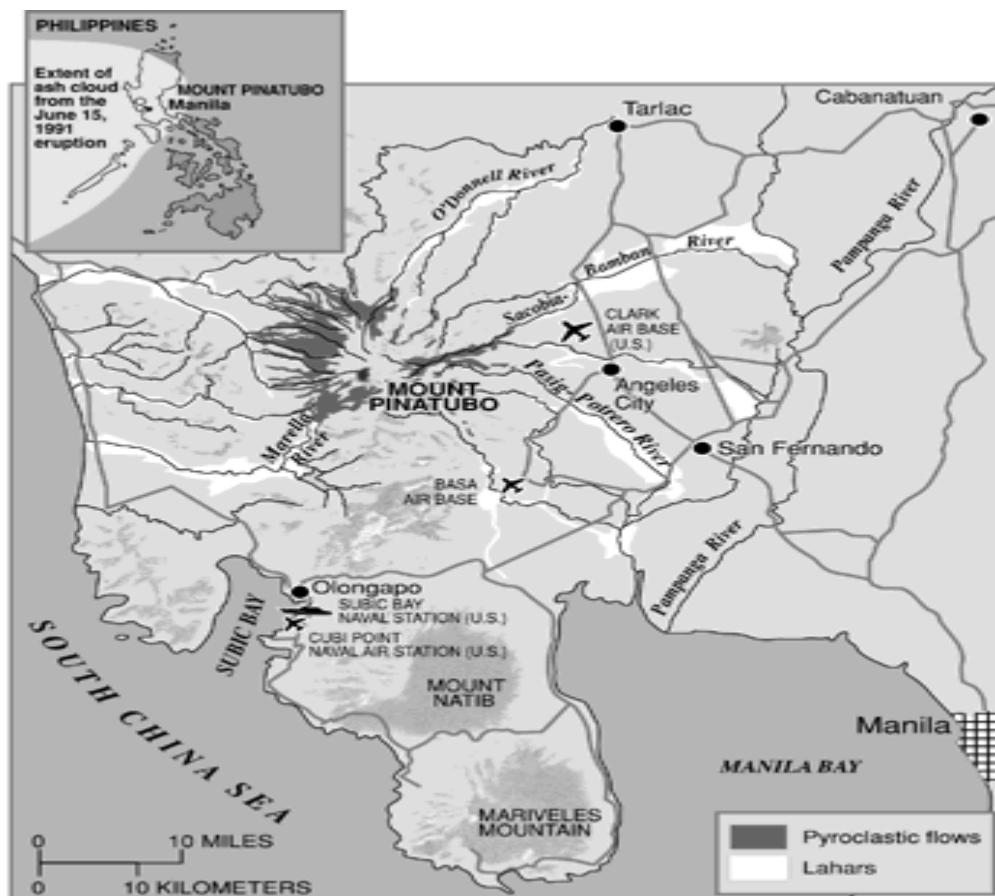 PHILIPPINES
Extent of
ash cloud
from the
June 15,
1991
eruption
MOUNT PINATUBO
Manila
Tarlac
Cabanatuan
O'Donnell River
Pampanga River
Sacobia-Bamban River
CLARK
AIR BASE
(U.S.)
MOUNT
PINATUBO
Angeles
City
Pasig-Potrero River
Marella
River
San Fernando
BASA
AIR BASE
Pampanga River
Olongapo
SUBIC BAY
NAVAL STATION (U.S.)
SUBIC BAY
CUBI POINT
NAVAL AIR STATION (U.S.)
SOUTH CHINA SEA
MOUNT
NATIB
Manila
MANILA BAY
MARIVELES
MOUNTAIN
0 10 MILES
0 10 KILOMETERS
Pyroclastic flows
Lahars